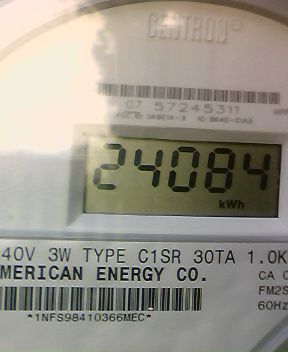 CENTRON®
07 57245311
24084
kWh
40V 3W TYPE C1SR 30TA 1.0K
MERICAN ENERGY CO.
CA
FM2S
60Hz
*1NFS98410366MEC*